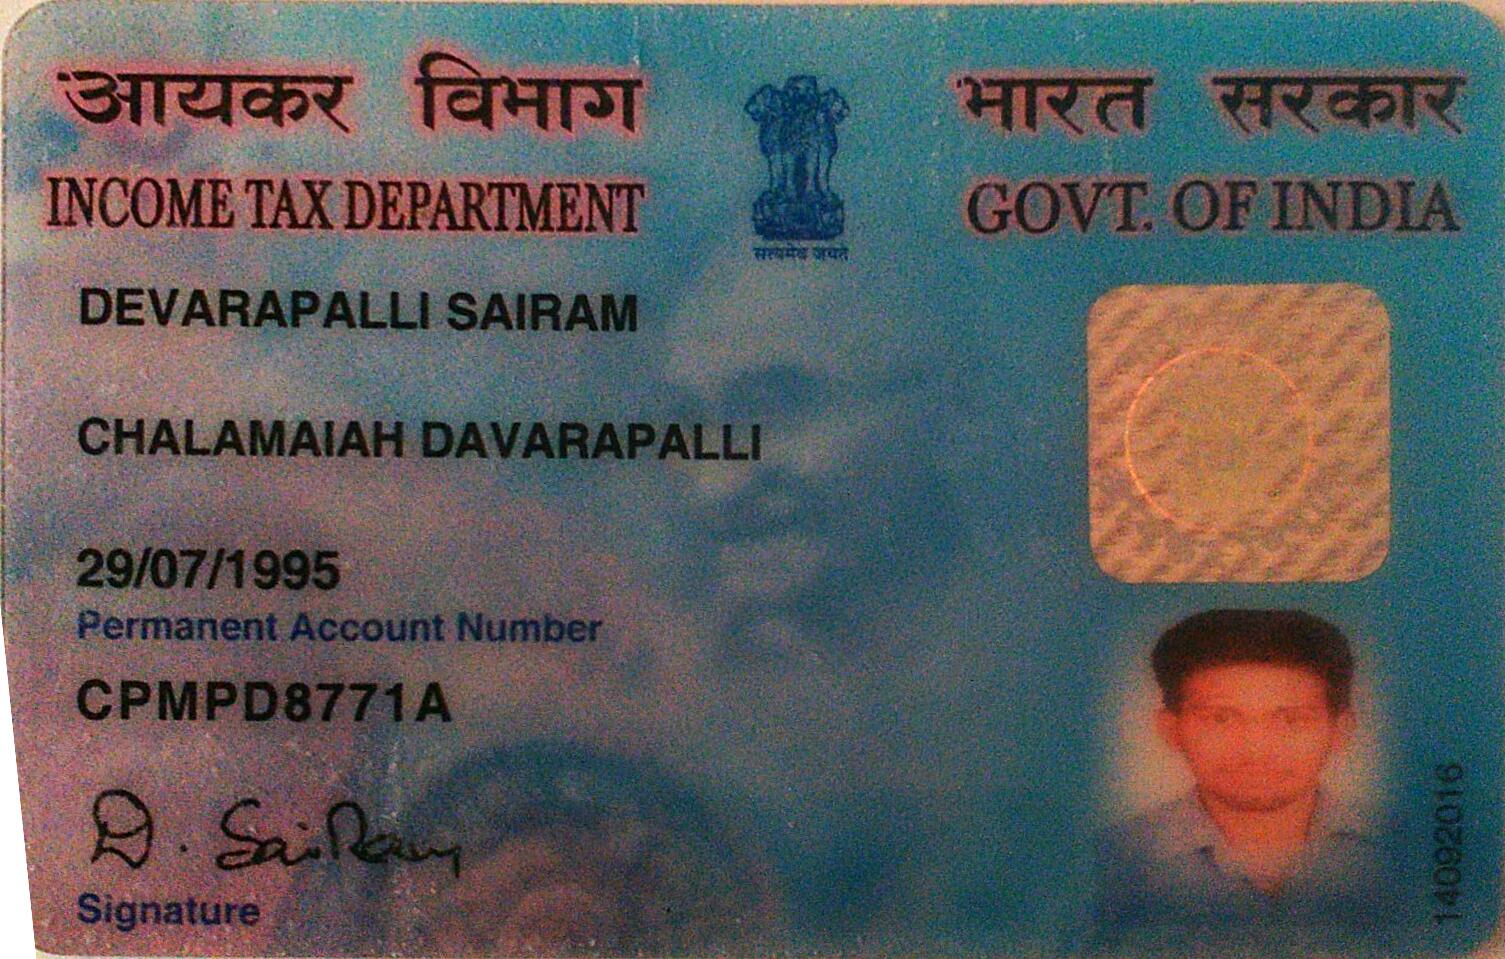 आयकर विभाग
INCOME TAX DEPARTMENT
सत्यमेव जयते
भारत सरकार
GOVT. OF INDIA
DEVARAPALLI SAIRAM
CHALAMAIAH DAVARAPALLI
29/07/1995
Permanent Account Number
CPMPD8771A
D. SaiRam
Signature
14092016